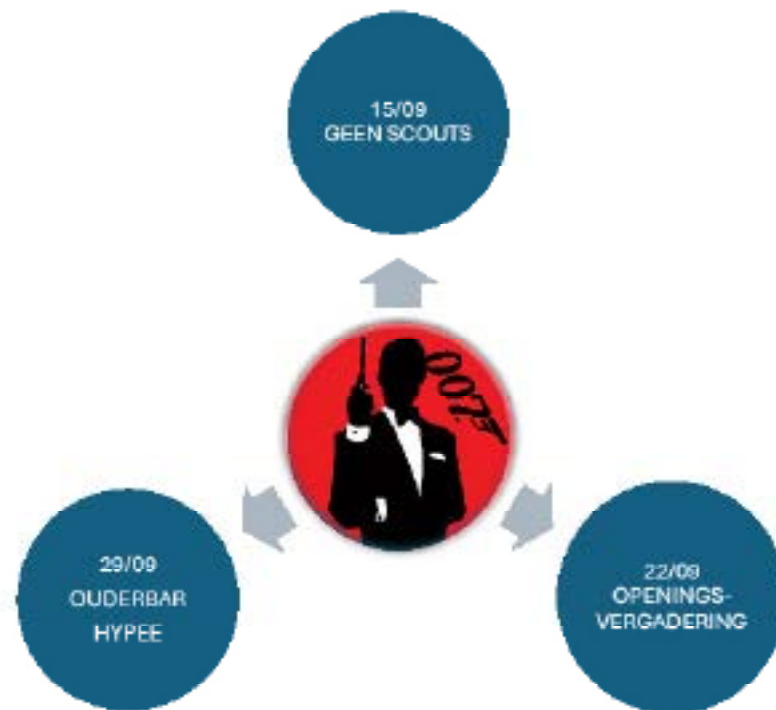 15/09
GEEN SCOUTS
007
29/09
OUDERBAR
HYPEE
22/09
OPENINGS-
VERGADERING